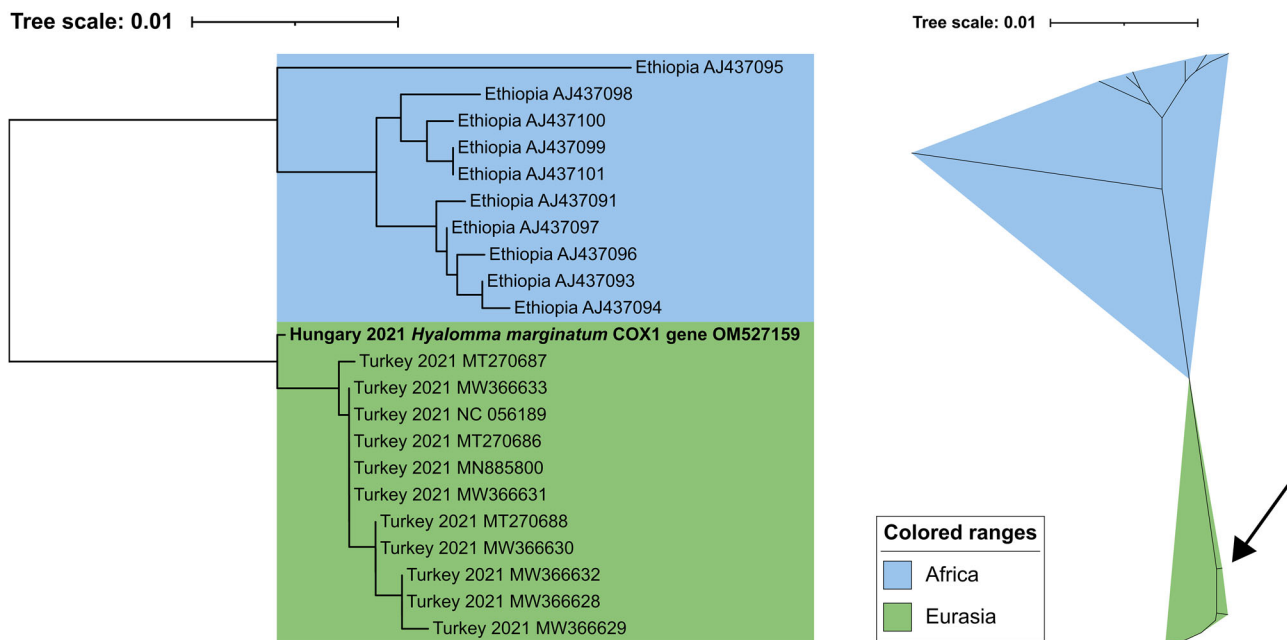 Tree scale: 0.01
Ethiopia AJ437095
Ethiopia AJ437098
Ethiopia AJ437100
Ethiopia AJ437099
Ethiopia AJ437101
Ethiopia AJ437091
Ethiopia AJ437097
Ethiopia AJ437096
Ethiopia AJ437093
Ethiopia AJ437094
Hungary 2021 Hyalomma marginatum COX1 gene OM527159
Turkey 2021 MT270687
Turkey 2021 MW366633
Turkey 2021 NC 056189
Turkey 2021 MT270686
Turkey 2021 MN885800
Turkey 2021 MW366631
Turkey 2021 MT270688
Turkey 2021 MW366630
Turkey 2021 MW366632
Turkey 2021 MW366628
Turkey 2021 MW366629
Tree scale: 0.01
Colored ranges
Africa
Eurasia